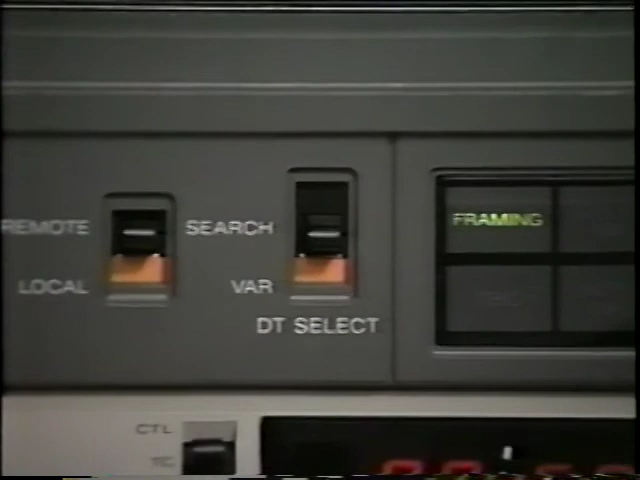 REMOTE
LOCAL
SEARCH
VAR
DT SELECT
FRAMING
CTL
TC